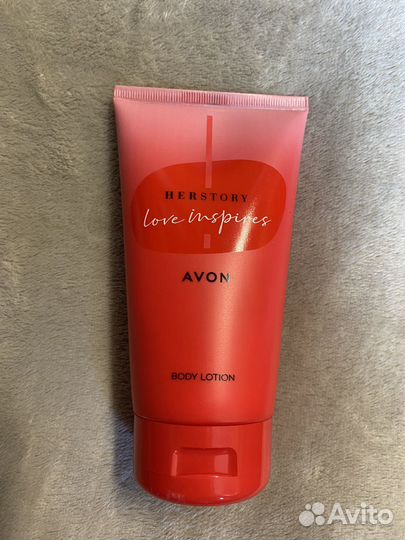 HERSTORY
love inspires
AVON
BODY LOTION
Avito